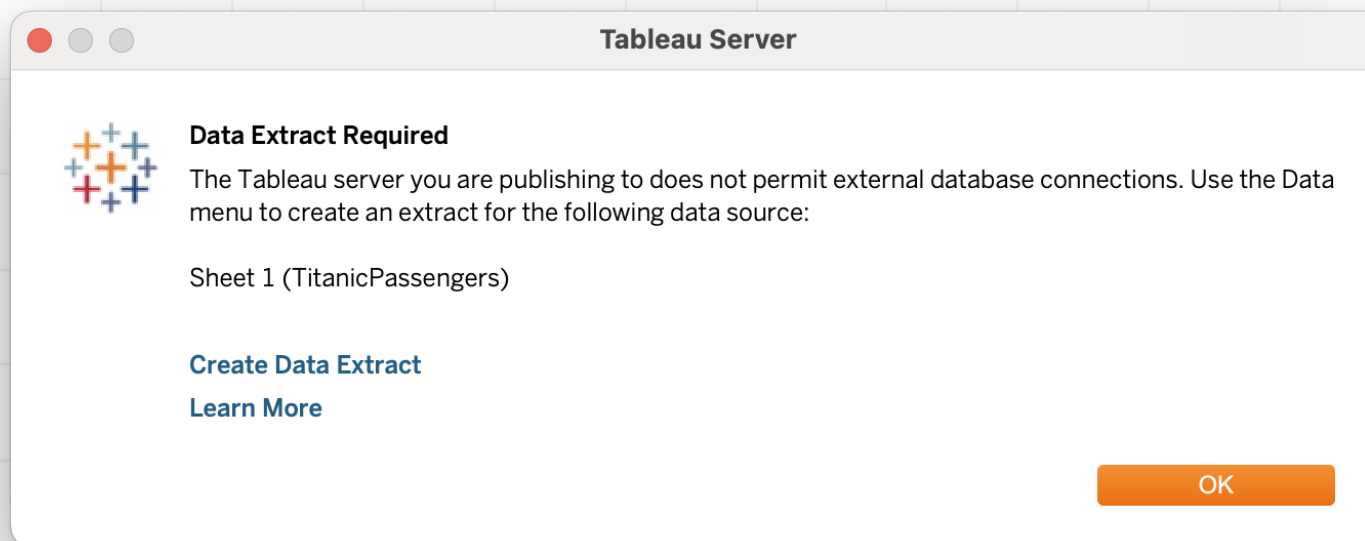 Tableau Server
Data Extract Required
The Tableau server you are publishing to does not permit external database connections. Use the Data
menu to create an extract for the following data source:
Sheet 1 (TitanicPassengers)
Create Data Extract
Learn More
OK